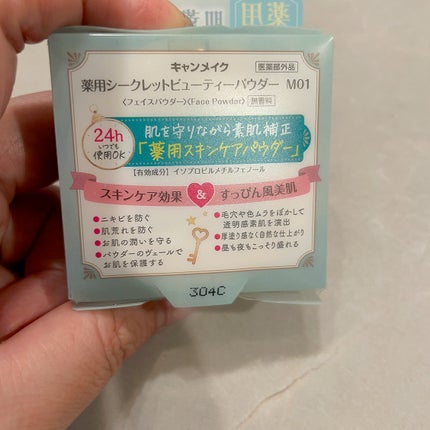 薬用
キャンメイク 医薬部外品
薬用シークレットビューティーパウダー M01
〈フェイスパウダー〉〈Face Powder〉 無香料
24h
いつでも
使用OK
肌を守りながら素肌補正
「薬用スキンケアパウダー」
【有効成分】イソプロピルメチルフェノール
スキンケア効果 & すっぴん風美肌
●ニキビを防ぐ
●肌荒れを防ぐ
●お肌の潤いを守る
●パウダーのヴェールで
お肌を保護する
●毛穴や色ムラをぼかして
透明感素肌を演出
●厚塗り感なく自然な仕上がり
●昼も夜もこっそり盛れる
304C